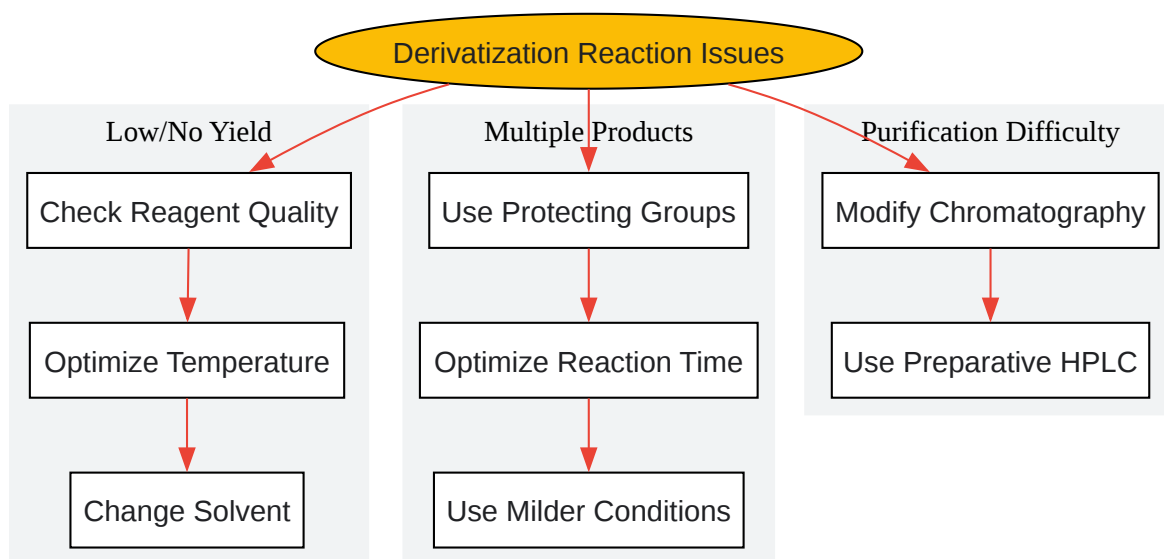 Derivatization Reaction Issues
Low/No Yield
Check Reagent Quality
Optimize Temperature
Change Solvent
Multiple Products
Use Protecting Groups
Optimize Reaction Time
Use Milder Conditions
Purification Difficulty
Modify Chromatography
Use Preparative HPLC